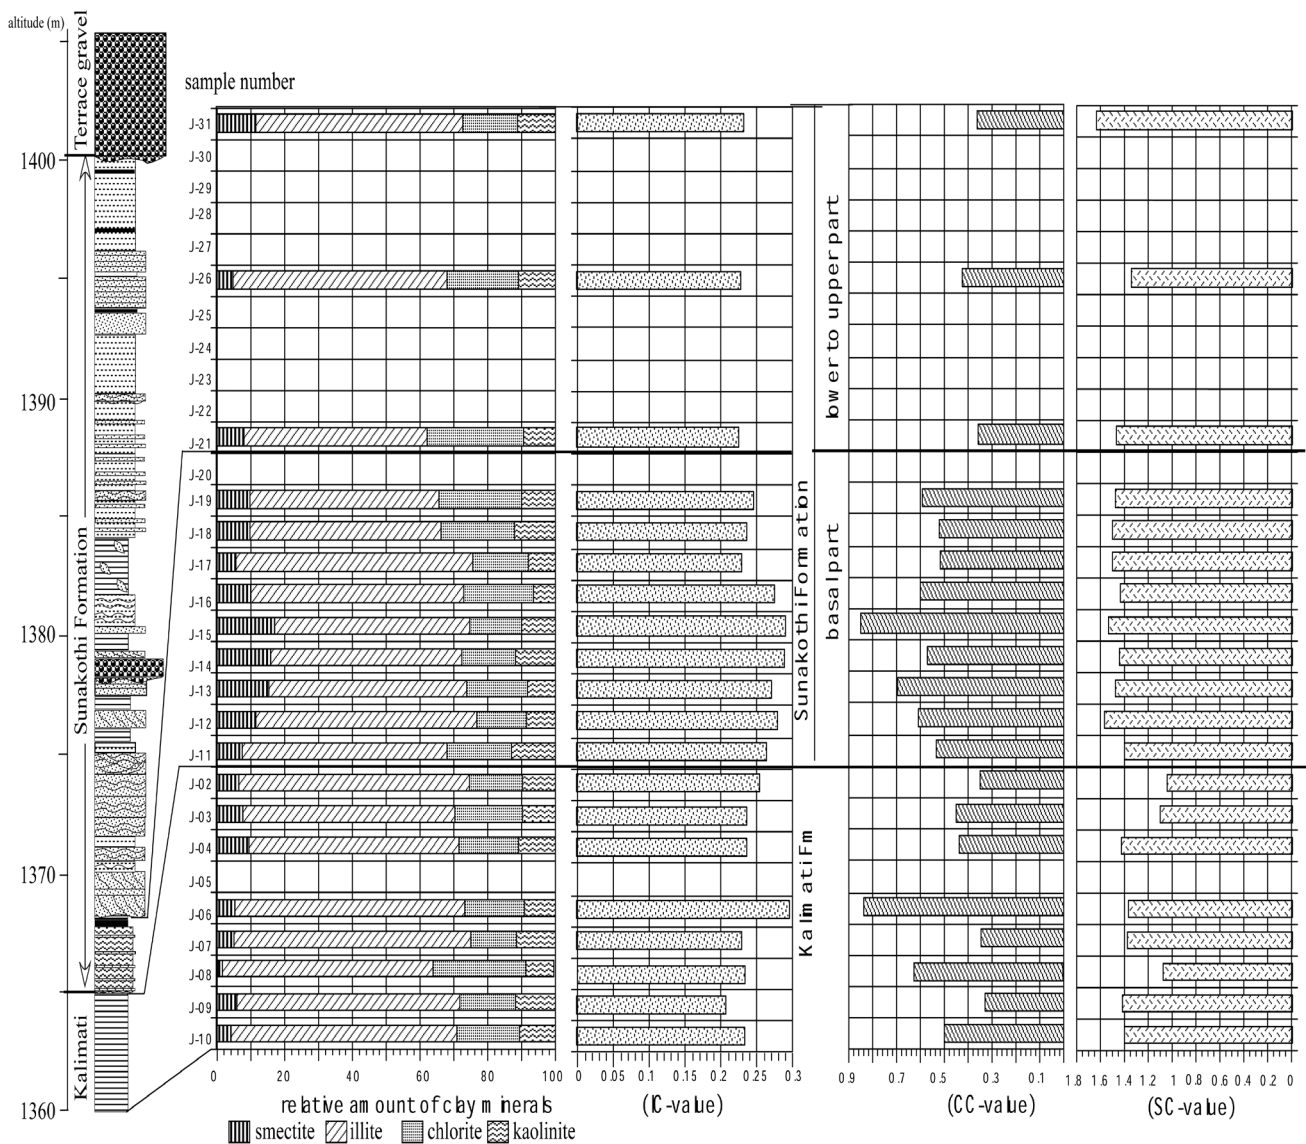 altitude (m)
Terrace gravel
sample number
J-31
1400
J-30
J-29
J-28
J-27
J-26
J-25
J-24
J-23
1390
J-22
J-21
J-20
J-19
J-18
J-17
J-16
1380
J-15
J-14
J-13
J-12
J-11
J-02
J-03
J-04
1370
J-05
J-06
J-07
J-08
J-09
J-10
1360
Sunakothi Formation
Kalimati
lower to upper part
basal part
Sunakothi Formation
Kalimati Fm
0 20 40 60 80 100
0 0.05 0.1 0.15 0.2 0.25 0.3
0.9 0.7 0.5 0.3 0.1
1.8 1.6 1.4 1.2 1 0.8 0.6 0.4 0.2 0
relative amount of clay minerals
(IC-value)
(CC-value)
(SC-value)
smectite illite chlorite kaolinite